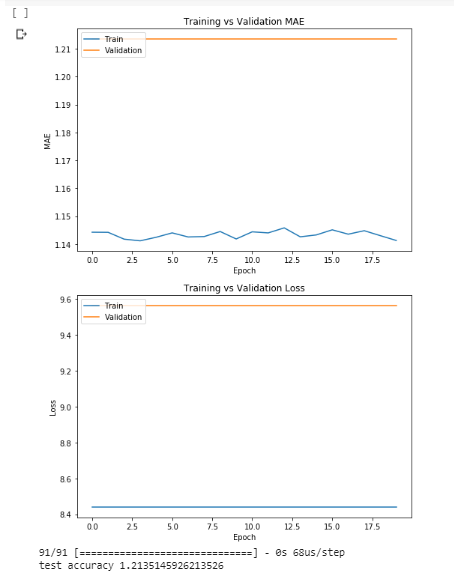 [ ]
Training vs Validation MAE
Train
Validation
1.21
1.20
1.19
1.18
1.17
1.16
1.15
1.14
MAE
0.0 2.5 5.0 7.5 10.0 12.5 15.0 17.5
Epoch
Training vs Validation Loss
Train
Validation
9.6
9.4
9.2
9.0
8.8
8.6
8.4
Loss
0.0 2.5 5.0 7.5 10.0 12.5 15.0 17.5
Epoch
91/91 [==============================] - 0s 68us/step
test accuracy 1.2135145926213526